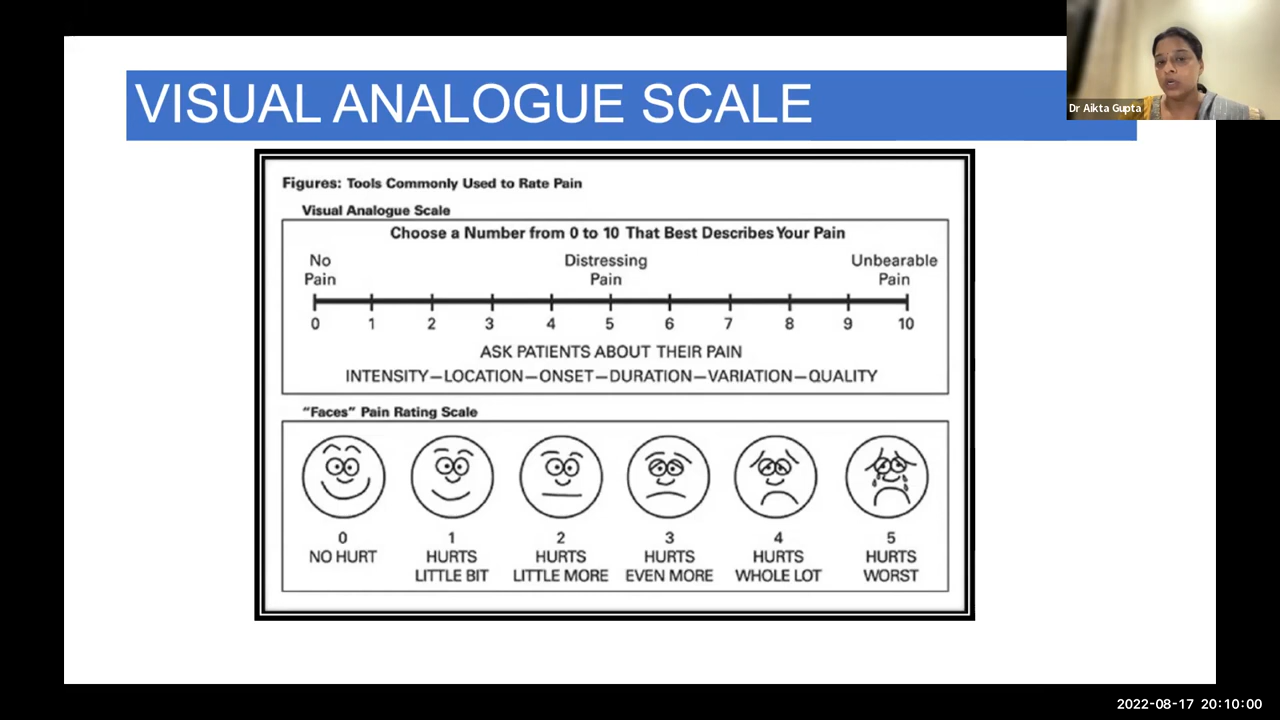 VISUAL ANALOGUE SCALE
Dr Aikta Gupta
Figures: Tools Commonly Used to Rate Pain
Visual Analogue Scale
Choose a Number from 0 to 10 That Best Describes Your Pain
No Pain
Distressing Pain
Unbearable Pain
0 1 2 3 4 5 6 7 8 9 10
ASK PATIENTS ABOUT THEIR PAIN
INTENSITY—LOCATION—ONSET—DURATION—VARIATION—QUALITY
"Faces" Pain Rating Scale
0
NO HURT
1
HURTS
LITTLE BIT
2
HURTS
LITTLE MORE
3
HURTS
EVEN MORE
4
HURTS
WHOLE LOT
5
HURTS
WORST
2022-08-17 20:10:00